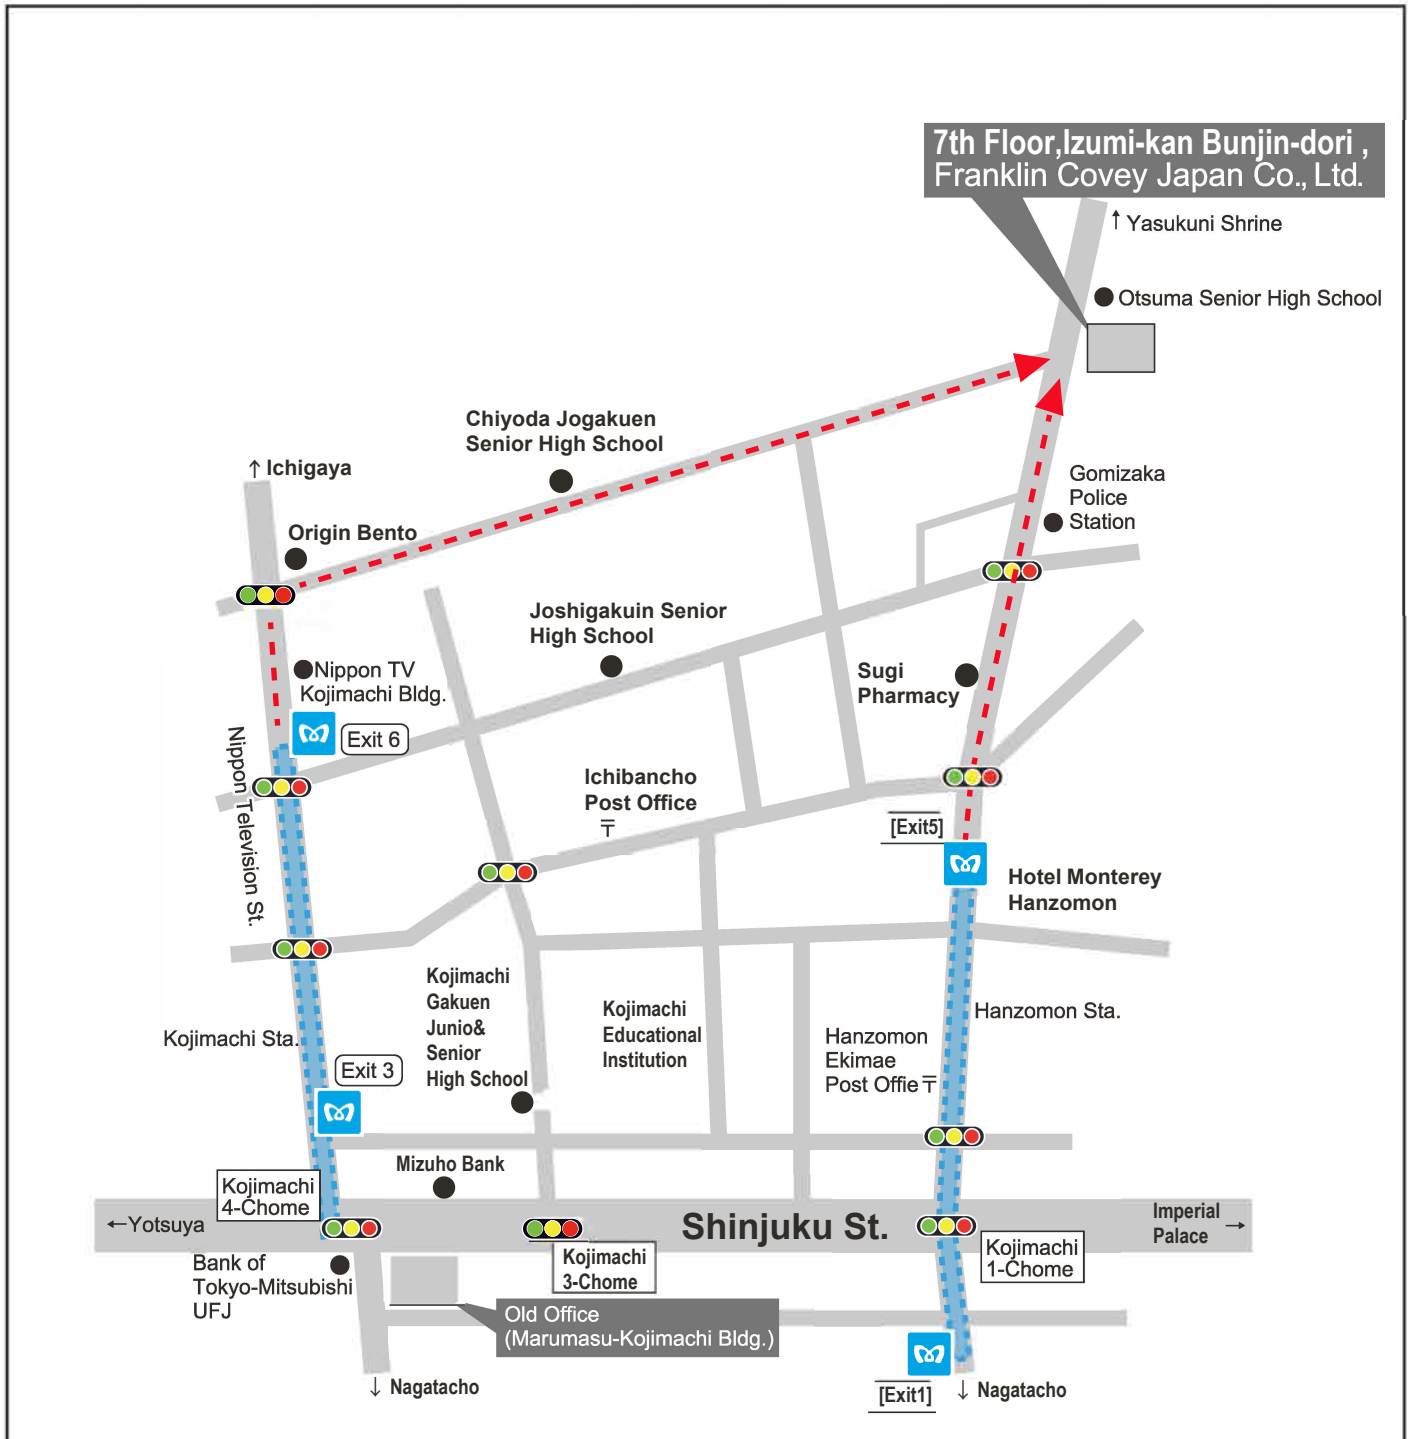 7th Floor,Izumi-kan Bunjin-dori ,
Franklin Covey Japan Co., Ltd.
↑ Yasukuni Shrine
Otsuma Senior High School
Chiyoda Jogakuen
Senior High School
↑ Ichigaya
Gomizaka
Police
Station
Origin Bento
Joshigakuin Senior
High School
Nippon TV
Kojimachi Bldg.
Sugi
Pharmacy
Exit 6
Nippon Television St.
Ichibancho
Post Office
〒
[Exit5]
Hotel Monterey
Hanzomon
Kojimachi
Gakuen
Junio&
Senior
High School
Kojimachi
Educational
Institution
Hanzomon Sta.
Kojimachi Sta.
Hanzomon
Ekimae
Post Offie〒
Exit 3
Mizuho Bank
Kojimachi
4-Chome
←Yotsuya
Shinjuku St.
Imperial
Palace →
Bank of
Tokyo-Mitsubishi
UFJ
Kojimachi
3-Chome
Kojimachi
1-Chome
Old Office
(Marumasu-Kojimachi Bldg.)
↓ Nagatacho
[Exit1]
↓ Nagatacho